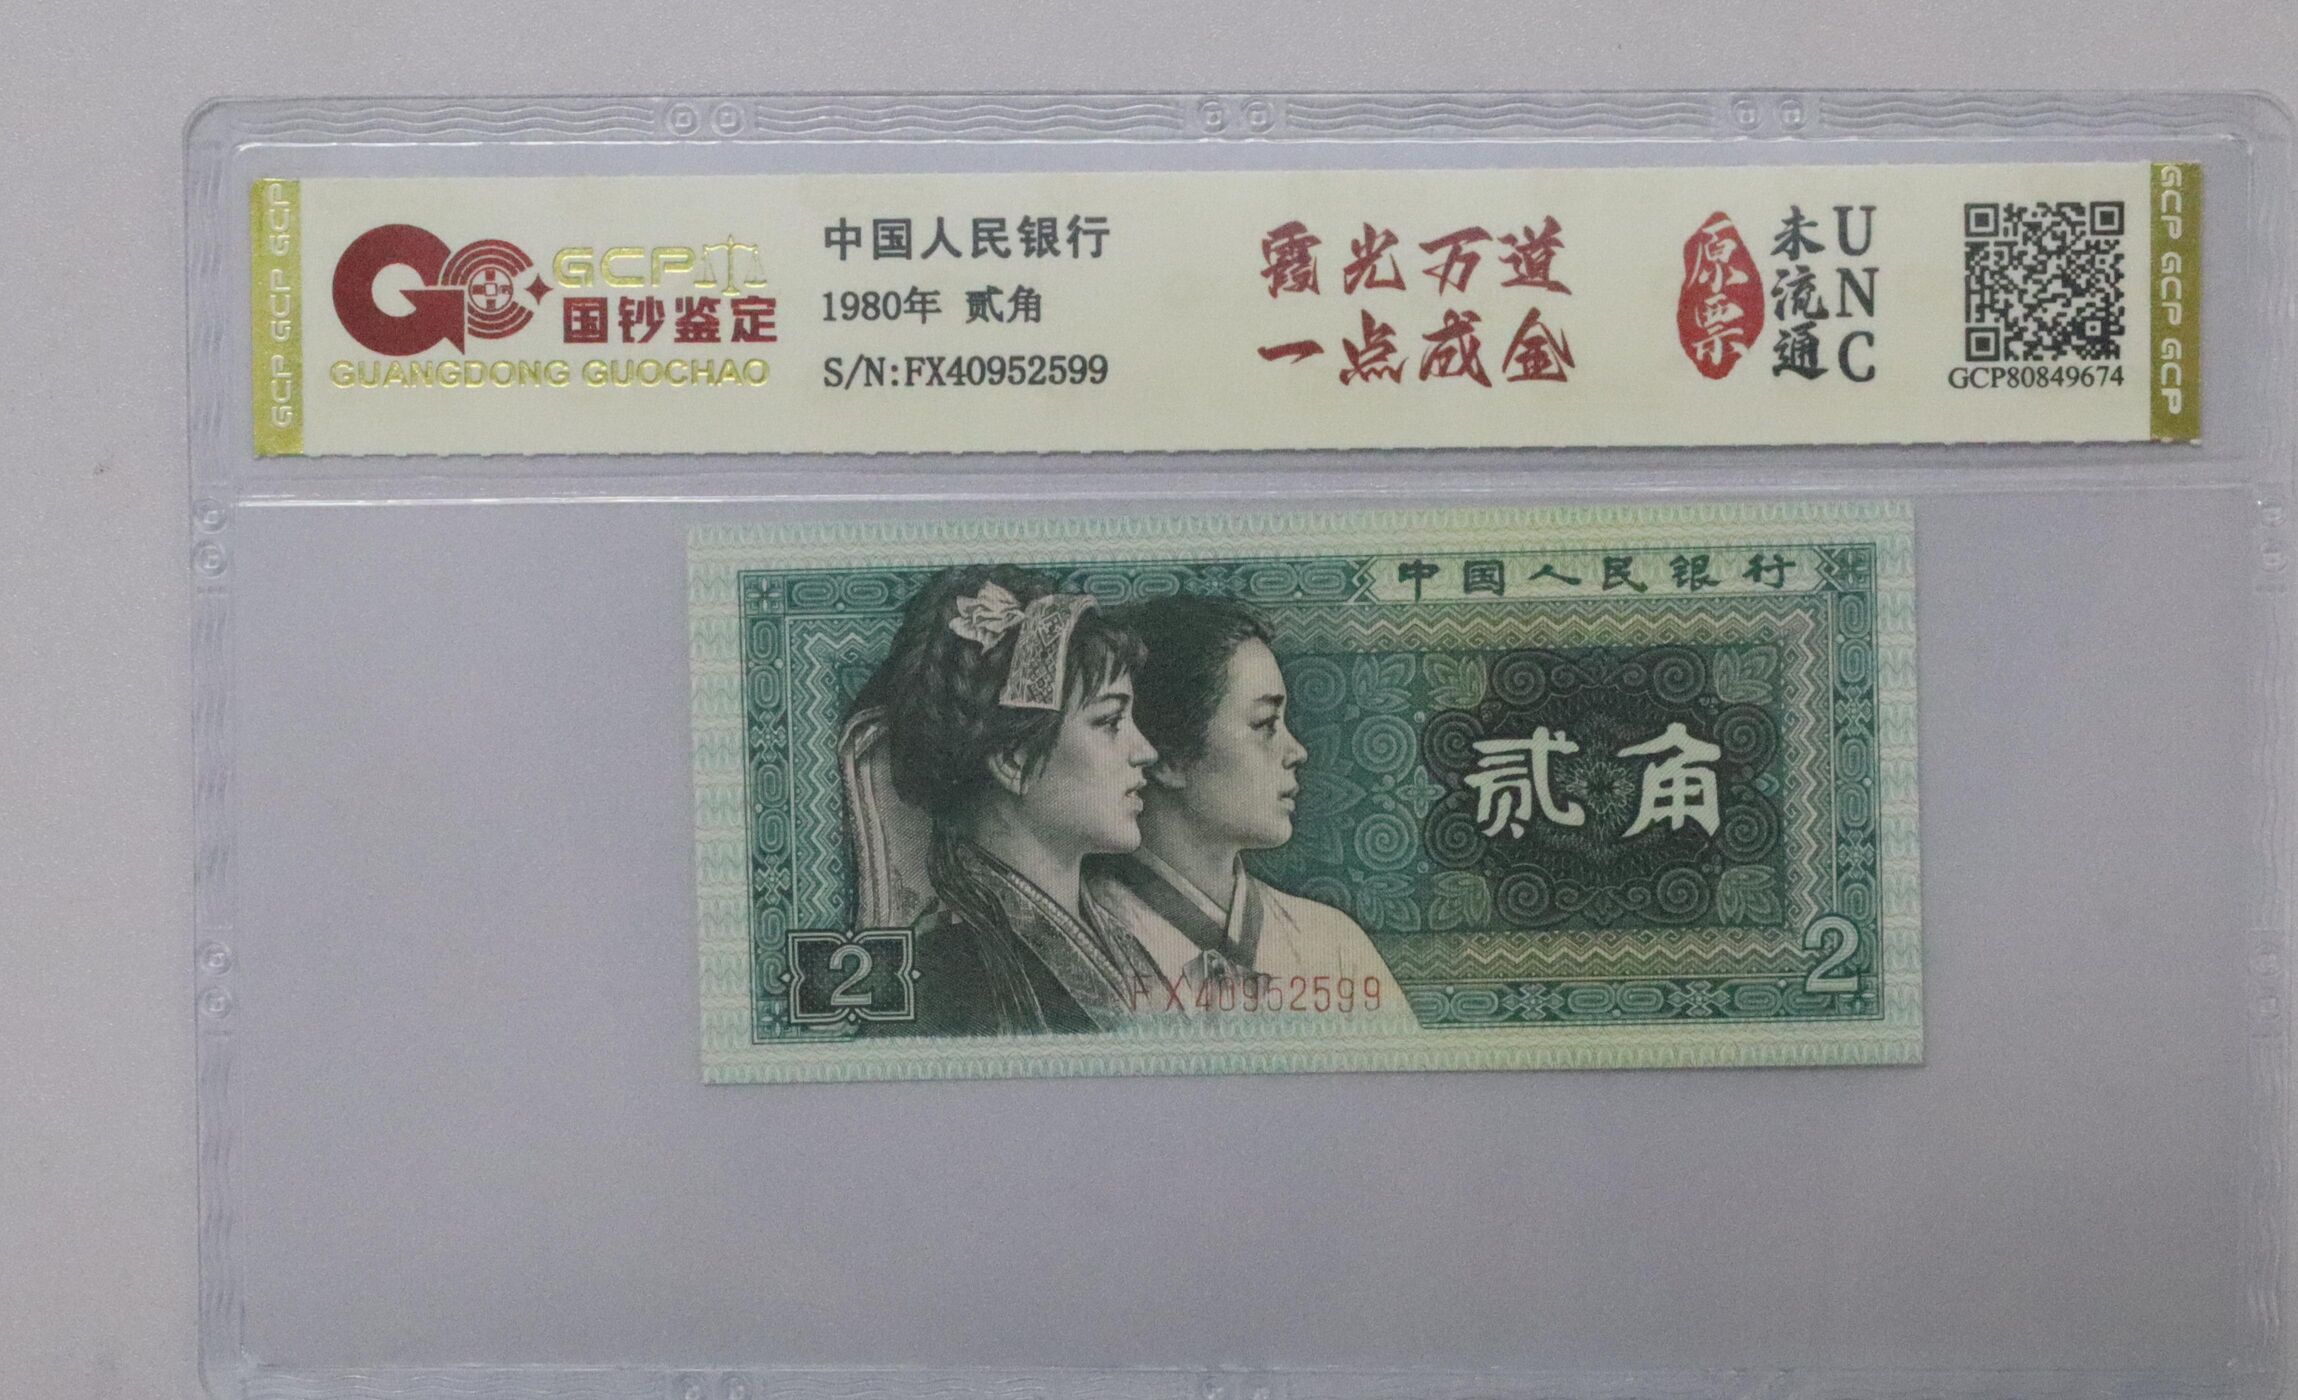 GCP
国钞鉴定
GUANGDONG GUOCHAO
中国人民银行
1980年 贰角
S/N:FX40952599
霞光万道
一点成金
原票
未流通
UNC
GCP80849674
GCP GCP GCP
GCP GCP GCP
中国人民银行
贰角
2
2
FX40952599